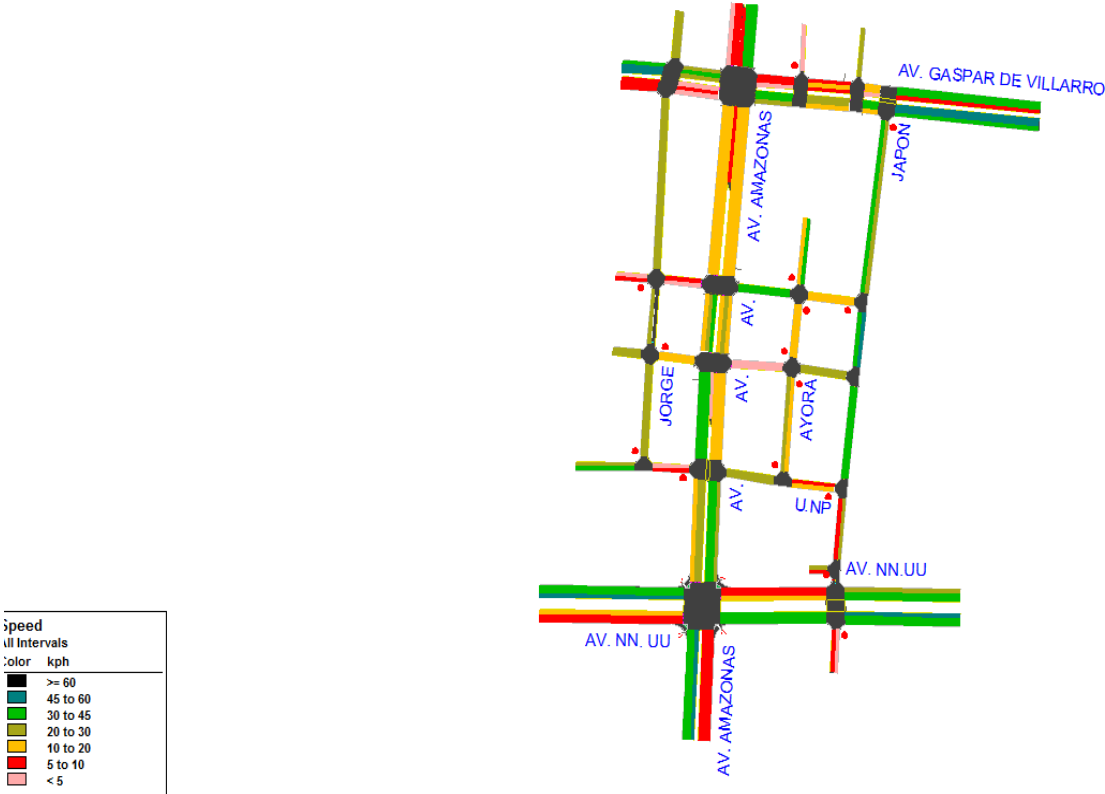 AV. GASPAR DE VILLARRO
JAPON
AV. AMAZONAS
AV.
JORGE
AV.
AYORA
AV.
U.NP
AV. NN.UU
AV. NN. UU
AV. AMAZONAS
Speed
All Intervals
Color kph
>= 60
45 to 60
30 to 45
20 to 30
10 to 20
5 to 10
< 5